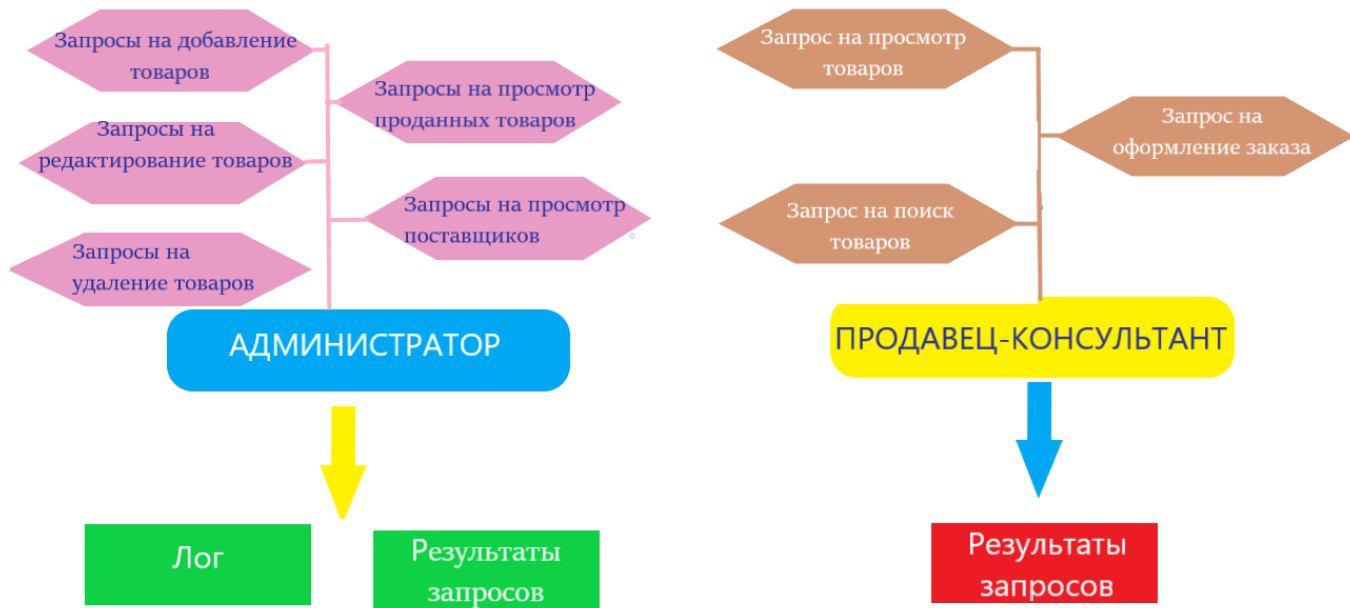 Запросы на добавление
товаров
Запросы на просмотр
проданных товаров
Запросы на
редактирование товаров
Запросы на просмотр
поставщиков
Запросы на
удаление товаров
АДМИНИСТРАТОР
Лог
Результаты
запросов
Запрос на просмотр
товаров
Запрос на
оформление заказа
Запрос на поиск
товаров
ПРОДАВЕЦ-КОНСУЛЬТАНТ
Результаты
запросов